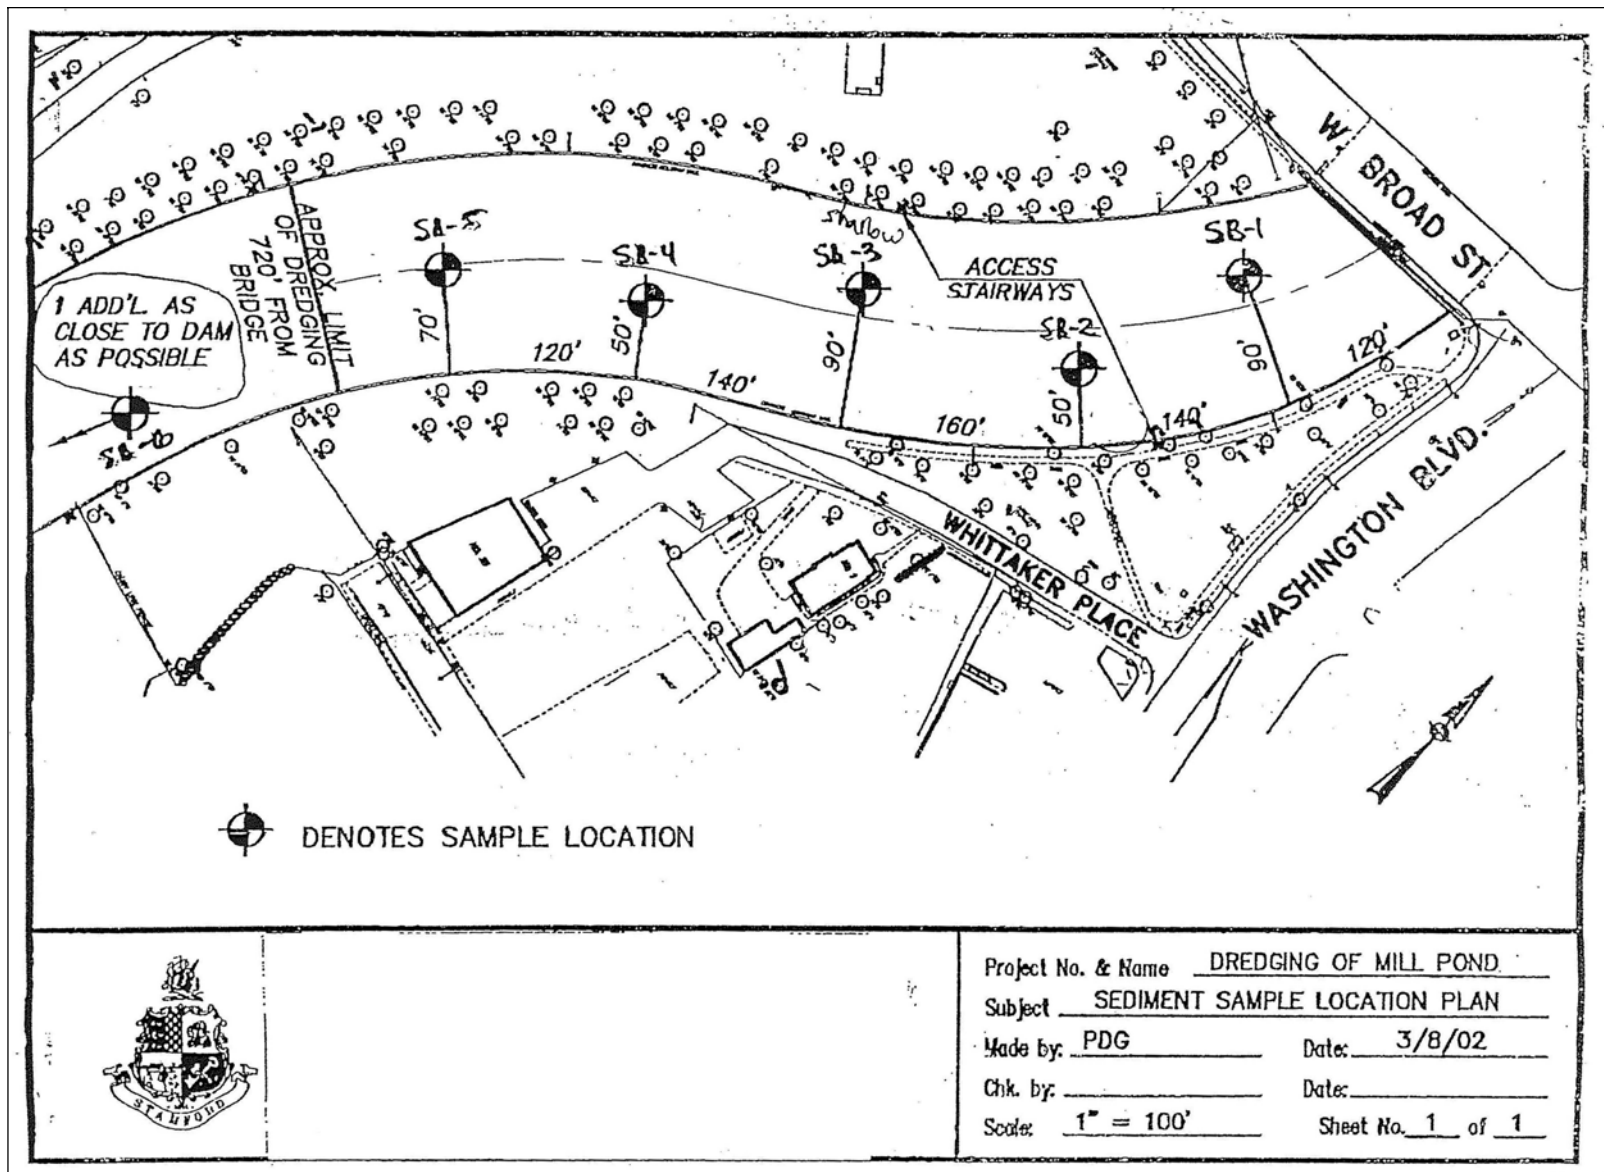 W. BROAD ST.
SB-5
SB-4
SB-3
shallow
SB-1
SB-2
ACCESS
STAIRWAYS
APPROX. LIMIT
OF DREDGING
720' FROM
BRIDGE
1 ADD'L. AS
CLOSE TO DAM
AS POSSIBLE
SB-6
70'
50'
90'
50'
90'
120'
140'
160'
140'
120'
WHITTAKER PLACE
WASHINGTON BLVD.
DENOTES SAMPLE LOCATION
STAMFORD
Project No. & Name DREDGING OF MILL POND
Subject SEDIMENT SAMPLE LOCATION PLAN
Made by: PDG Date: 3/8/02
Chk. by: Date:
Scale: 1" = 100' Sheet No. 1 of 1